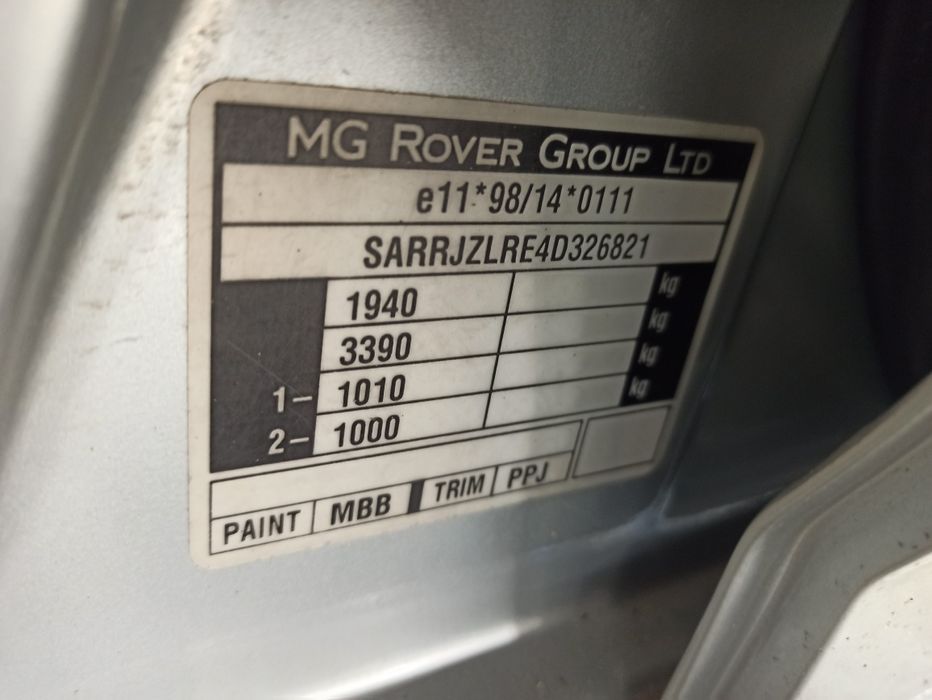 MG ROVER GROUP LTD
e11*98/14*0111
SARRJZLRE4D326821
1940 kg
3390 kg
1- 1010 kg
2- 1000 kg
PAINT MBB TRIM PPJ